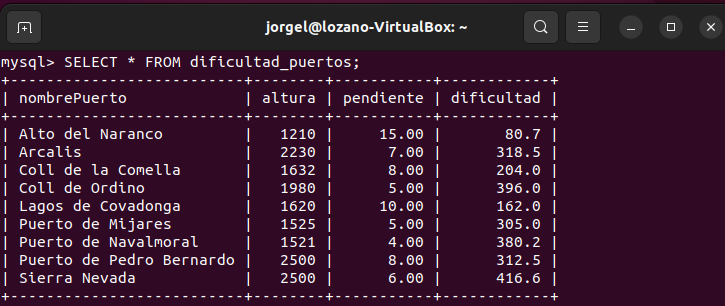 jorgel@lozano-VirtualBox: ~
mysql> SELECT * FROM dificultad_puertos;
+-------------------------+--------+-----------+------------+
| nombrePuerto            | altura | pendiente | dificultad |
+-------------------------+--------+-----------+------------+
| Alto del Naranco        |   1210 |     15.00 |       80.7 |
| Arcalis                 |   2230 |      7.00 |      318.5 |
| Coll de la Comella      |   1632 |      8.00 |      204.0 |
| Coll de Ordino          |   1980 |      5.00 |      396.0 |
| Lagos de Covadonga      |   1620 |     10.00 |      162.0 |
| Puerto de Mijares       |   1525 |      5.00 |      305.0 |
| Puerto de Navalmoral    |   1521 |      4.00 |      380.2 |
| Puerto de Pedro Bernardo |   2500 |      8.00 |      312.5 |
| Sierra Nevada           |   2500 |      6.00 |      416.6 |
+-------------------------+--------+-----------+------------+